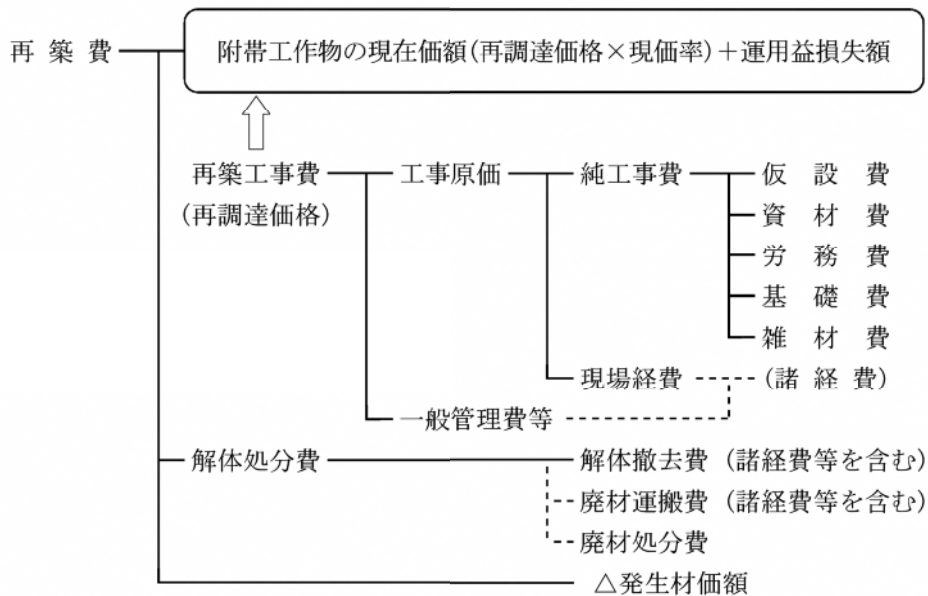 再築費
附帯工作物の現在価額(再調達価格×現価率)+運用益損失額
再築工事費
(再調達価格)
工事原価
純工事費
仮設費
資材費
労務費
基礎費
雑材費
現場経費
(諸経費)
一般管理費等
解体処分費
解体撤去費(諸経費等を含む)
廃材運搬費(諸経費等を含む)
廃材処分費
△発生材価額